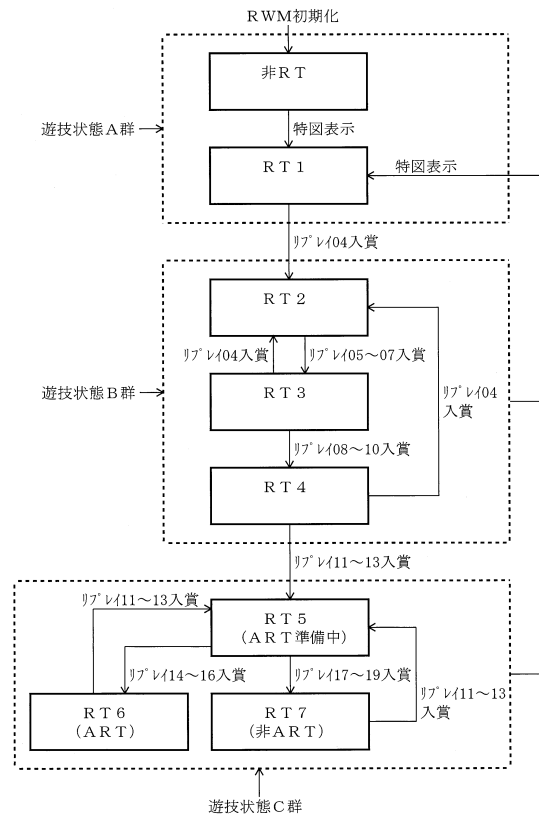 ＲＷＭ初期化
非ＲＴ
特図表示
遊技状態Ａ群
ＲＴ１
特図表示
ﾘﾌﾟﾚｲ04入賞
ＲＴ２
ﾘﾌﾟﾚｲ04入賞
ﾘﾌﾟﾚｲ05～07入賞
遊技状態Ｂ群
ＲＴ３
ﾘﾌﾟﾚｲ04
入賞
ﾘﾌﾟﾚｲ08～10入賞
ＲＴ４
ﾘﾌﾟﾚｲ11～13入賞
ﾘﾌﾟﾚｲ11～13入賞
ＲＴ５
（ＡＲＴ準備中）
ﾘﾌﾟﾚｲ14～16入賞
ﾘﾌﾟﾚｲ17～19入賞
ﾘﾌﾟﾚｲ11～13
入賞
ＲＴ６
（ＡＲＴ）
ＲＴ７
（非ＡＲＴ）
遊技状態Ｃ群